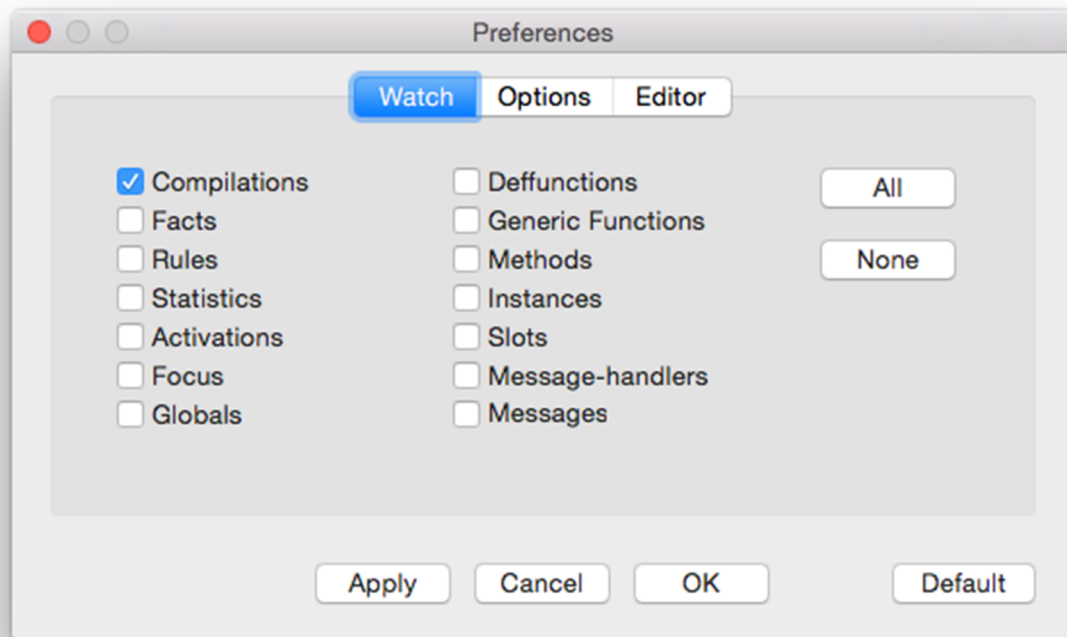 Preferences
Watch Options Editor
Compilations Deffunctions All
Facts Generic Functions
Rules Methods None
Statistics Instances
Activations Slots
Focus Message-handlers
Globals Messages
Apply Cancel OK Default